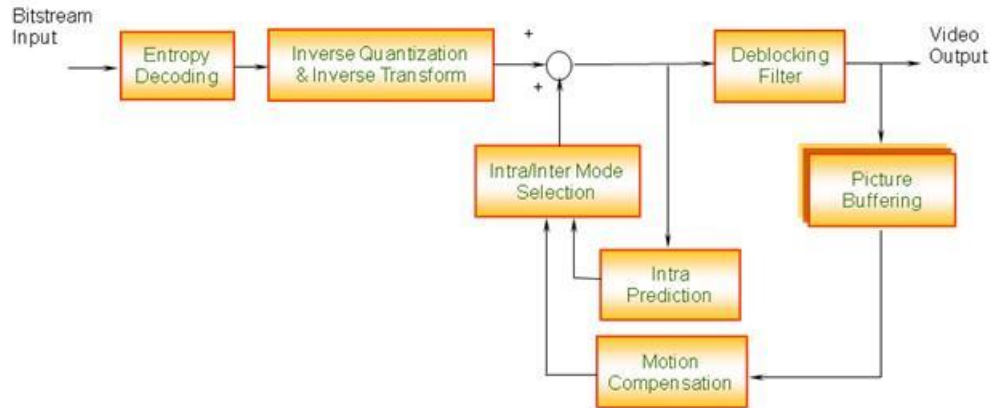 Bitstream
Input
Entropy
Decoding
Inverse Quantization
& Inverse Transform
+
+
Deblocking
Filter
Video
Output
Intra/Inter Mode
Selection
Picture
Buffering
Intra
Prediction
Motion
Compensation